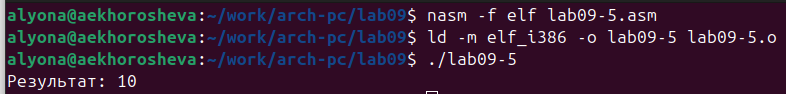 alyona@aekhorosheva:~/work/arch-pc/lab09$ nasm -f elf lab09-5.asm
alyona@aekhorosheva:~/work/arch-pc/lab09$ ld -m elf_i386 -o lab09-5 lab09-5.o
alyona@aekhorosheva:~/work/arch-pc/lab09$ ./lab09-5
Результат: 10